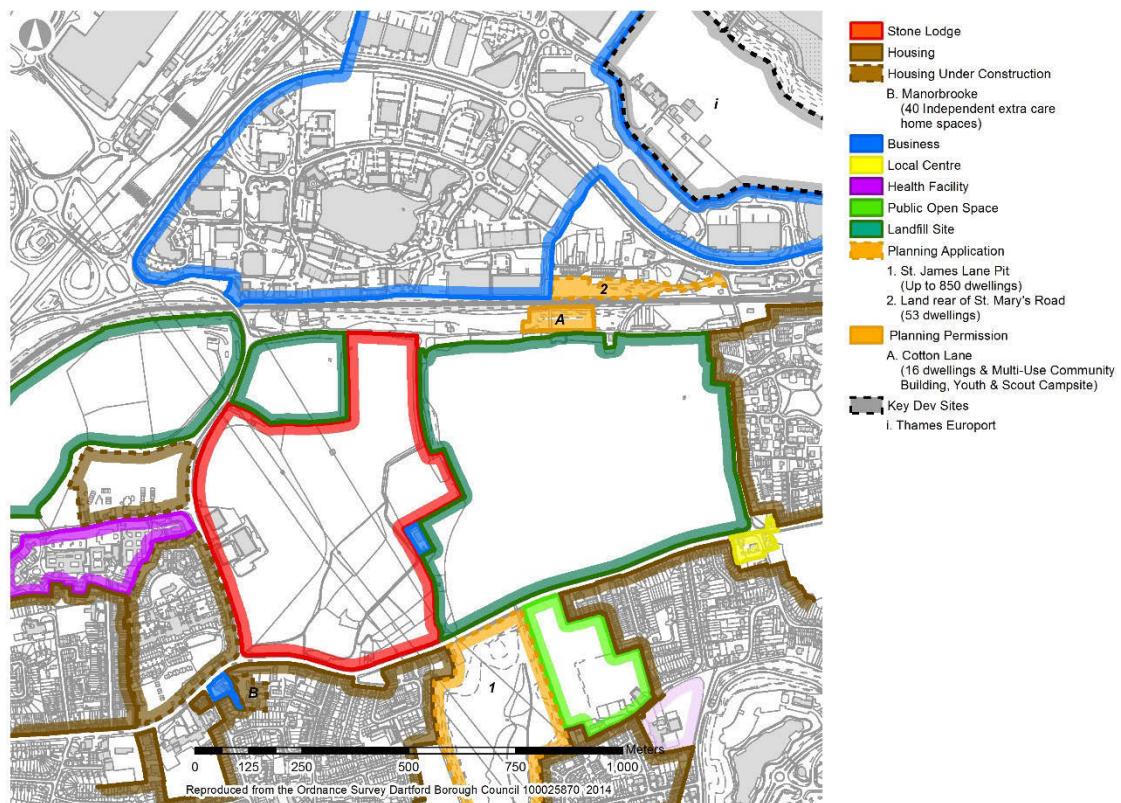 i
2
A
1
B
Meters
0 125 250 500 750 1,000
Reproduced from the Ordnance Survey Dartford Borough Council 100025870 2014
Stone Lodge
Housing
Housing Under Construction
B. Manorbrooke
(40 Independent extra care
home spaces)
Business
Local Centre
Health Facility
Public Open Space
Landfill Site
Planning Application
1. St. James Lane Pit
(Up to 850 dwellings)
2. Land rear of St. Mary's Road
(53 dwellings)
Planning Permission
A. Cotton Lane
(16 dwellings & Multi-Use Community
Building, Youth & Scout Campsite)
Key Dev Sites
i. Thames Europort